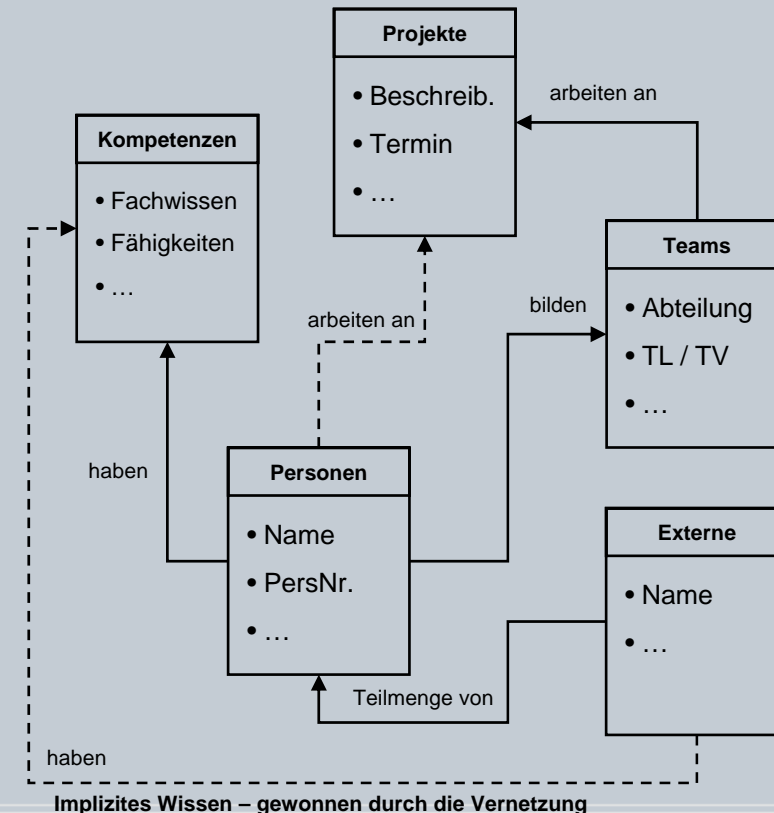 Projekte
• Beschreib.
• Termin
• …
arbeiten an
Kompetenzen
• Fachwissen
• Fähigkeiten
• …
Teams
• Abteilung
• TL / TV
• …
arbeiten an
bilden
haben
Personen
• Name
• PersNr.
• …
Externe
• Name
• …
Teilmenge von
haben
Implizites Wissen – gewonnen durch die Vernetzung